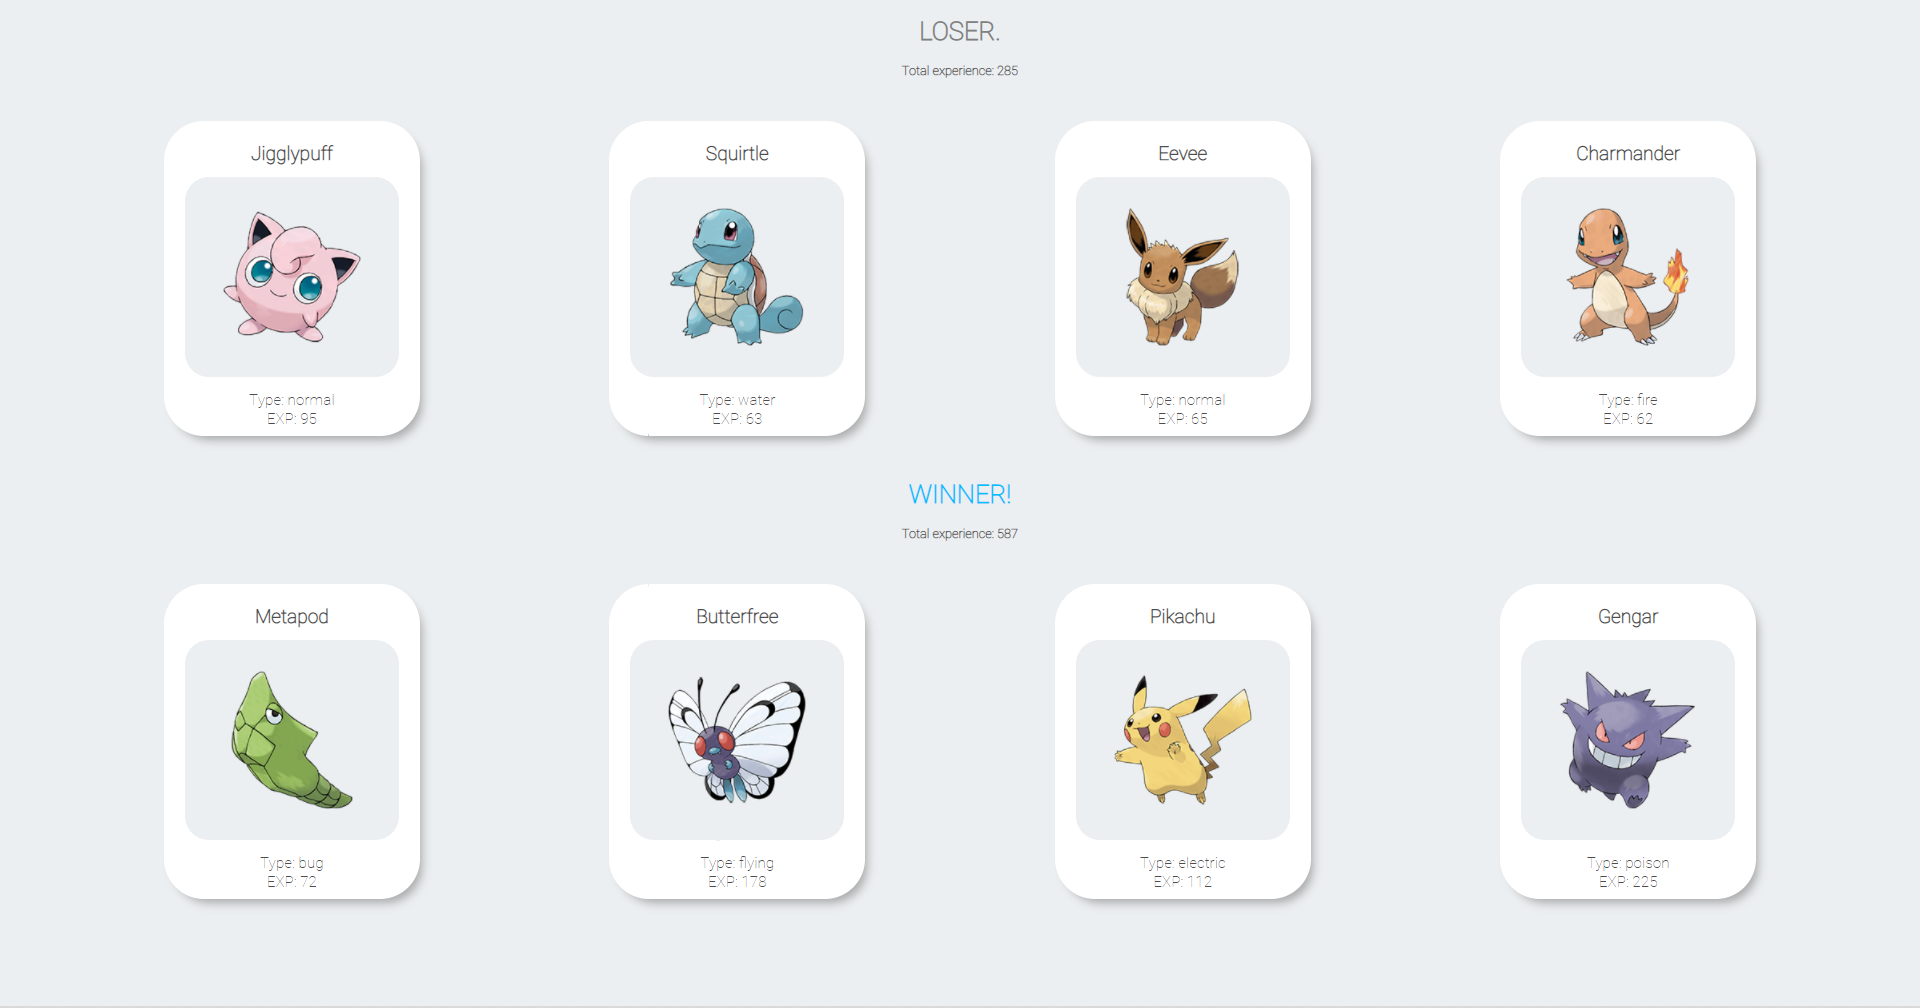 LOSER.
Total experience: 285
Jigglypuff
Type: normal
EXP: 95
Squirtle
Type: water
EXP: 63
Eevee
Type: normal
EXP: 65
Charmander
Type: fire
EXP: 62
WINNER!
Total experience: 587
Metapod
Type: bug
EXP: 72
Butterfree
Type: flying
EXP: 178
Pikachu
Type: electric
EXP: 112
Gengar
Type: poison
EXP: 225